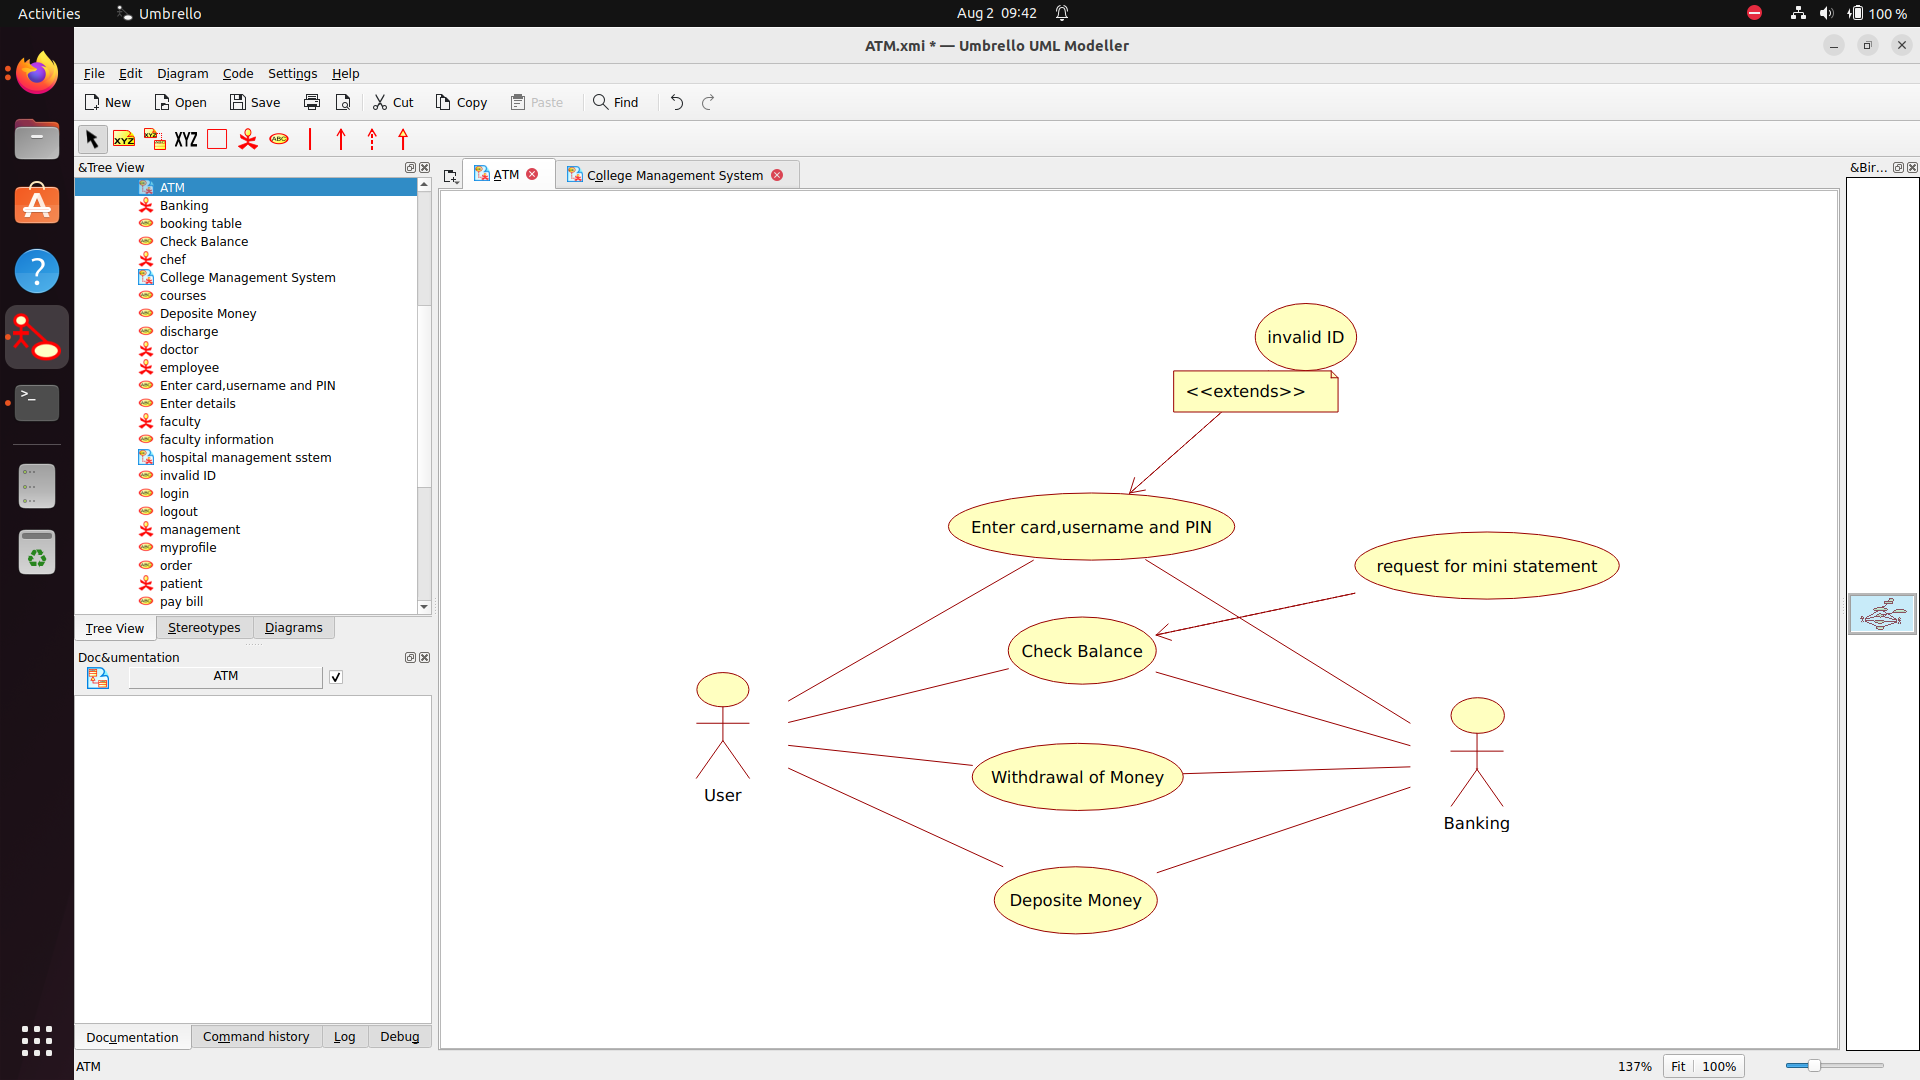 Activities
Umbrello
Aug 2 09:42
100 %
ATM.xmi * — Umbrello UML Modeller
File Edit Diagram Code Settings Help
New Open Save Cut Copy Paste Find
XYZ XYZ XYZ ABC
&Tree View
ATM
Banking
booking table
Check Balance
chef
College Management System
courses
Deposite Money
discharge
doctor
employee
Enter card,username and PIN
Enter details
faculty
faculty information
hospital management sstem
invalid ID
login
logout
management
myprofile
order
patient
pay bill
Tree View Stereotypes Diagrams
Doc&umentation
ATM
Documentation Command history Log Debug
ATM
ATM College Management System
&Bir...
invalid ID
<<extends>>
Enter card,username and PIN
request for mini statement
Check Balance
Withdrawal of Money
Deposite Money
User
Banking
137% Fit 100%